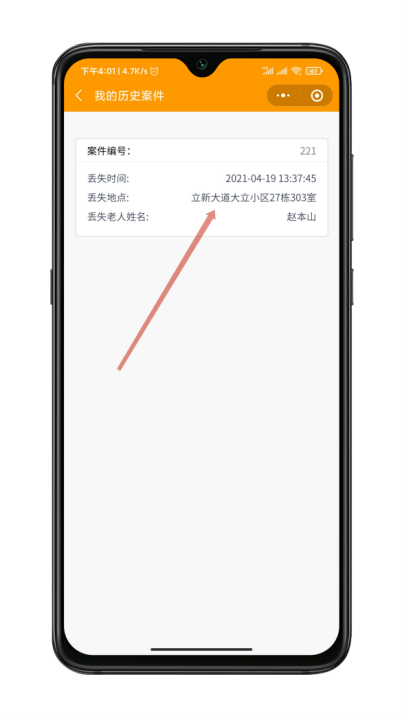 下午4:01 | 4.7K/s
我的历史案件
案件编号： 221
丢失时间: 2021-04-19 13:37:45
丢失地点: 立新大道大立小区27栋303室
丢失老人姓名: 赵本山